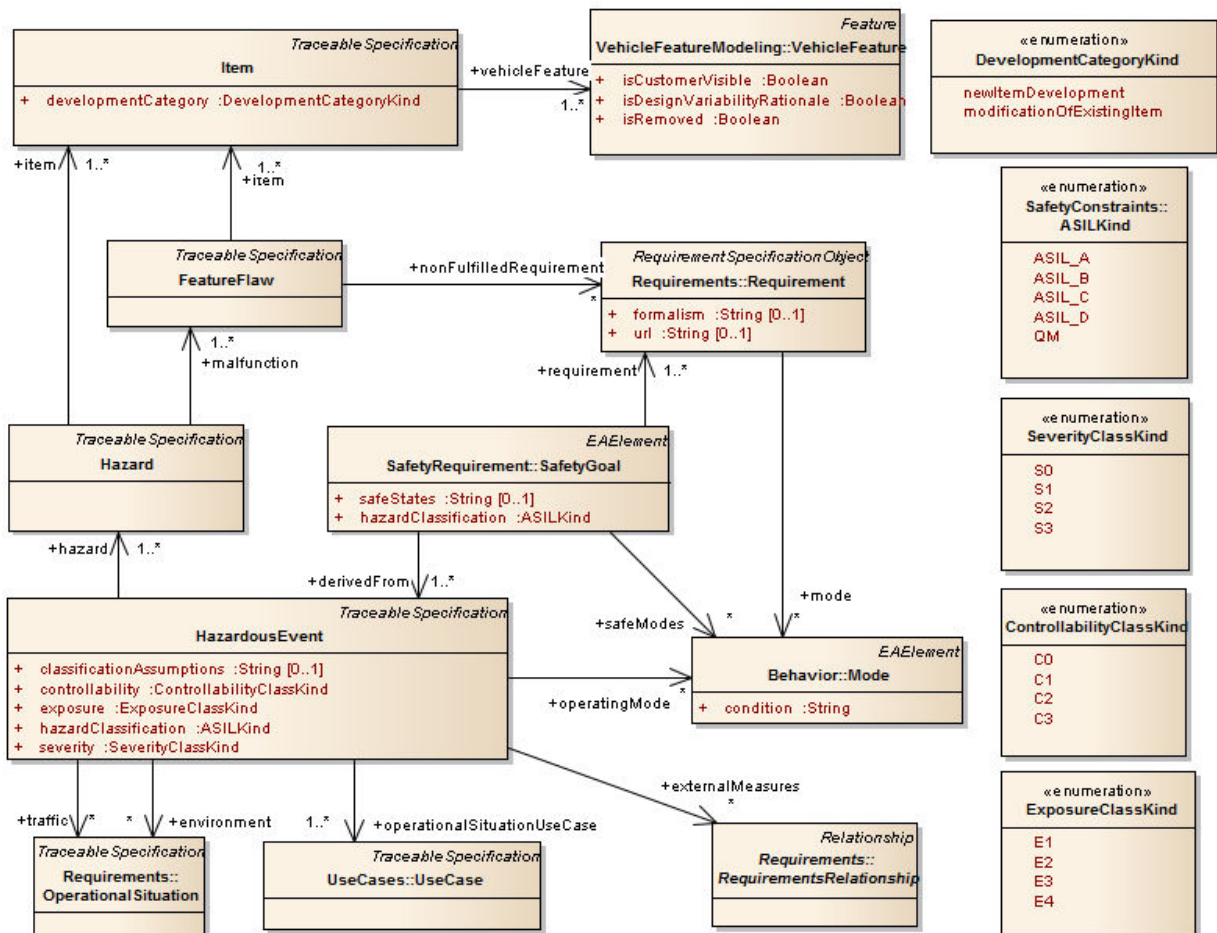 Traceable Specification
Item
+ developmentCategory :DevelopmentCategoryKind
+vehicleFeature
1..*
Feature
VehicleFeatureModeling::VehicleFeature
+ isCustomerVisible :Boolean
+ isDesignVariabilityRationale :Boolean
+ isRemoved :Boolean
«enumeration»
DevelopmentCategoryKind
newItemDevelopment
modificationOfExistingItem
+item
1..*
1..*
+item
«enumeration»
SafetyConstraints::
ASILKind
ASIL_A
ASIL_B
ASIL_C
ASIL_D
QM
Traceable Specification
FeatureFlaw
+nonFulfilledRequirement
*
Requirement Specification Object
Requirements::Requirement
+ formalism :String [0..1]
+ url :String [0..1]
1..*
+malfunction
+requirement
1..*
Traceable Specification
Hazard
EAElement
SafetyRequirement::SafetyGoal
+ safeStates :String [0..1]
+ hazardClassification :ASILKind
«enumeration»
SeverityClassKind
S0
S1
S2
S3
+hazard
1..*
+derivedFrom
1..*
+safeModes
*
+mode
*
Traceable Specification
HazardousEvent
+ classificationAssumptions :String [0..1]
+ controllability :ControllabilityClassKind
+ exposure :ExposureClassKind
+ hazardClassification :ASILKind
+ severity :SeverityClassKind
+operatingMode
*
EAElement
Behavior::Mode
+ condition :String
«enumeration»
ControllabilityClassKind
C0
C1
C2
C3
+traffic
*
*
+environment
1..*
+operationalSituationUseCase
+externalMeasures
*
Traceable Specification
Requirements::
OperationalSituation
Traceable Specification
UseCases::UseCase
Relationship
Requirements::
RequirementsRelationship
«enumeration»
ExposureClassKind
E1
E2
E3
E4